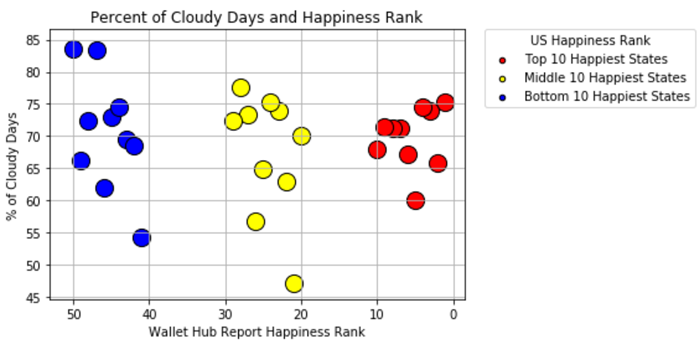 Percent of Cloudy Days and Happiness Rank
US Happiness Rank
Top 10 Happiest States
Middle 10 Happiest States
Bottom 10 Happiest States
% of Cloudy Days
85
80
75
70
65
60
55
50
45
50 40 30 20 10 0
Wallet Hub Report Happiness Rank